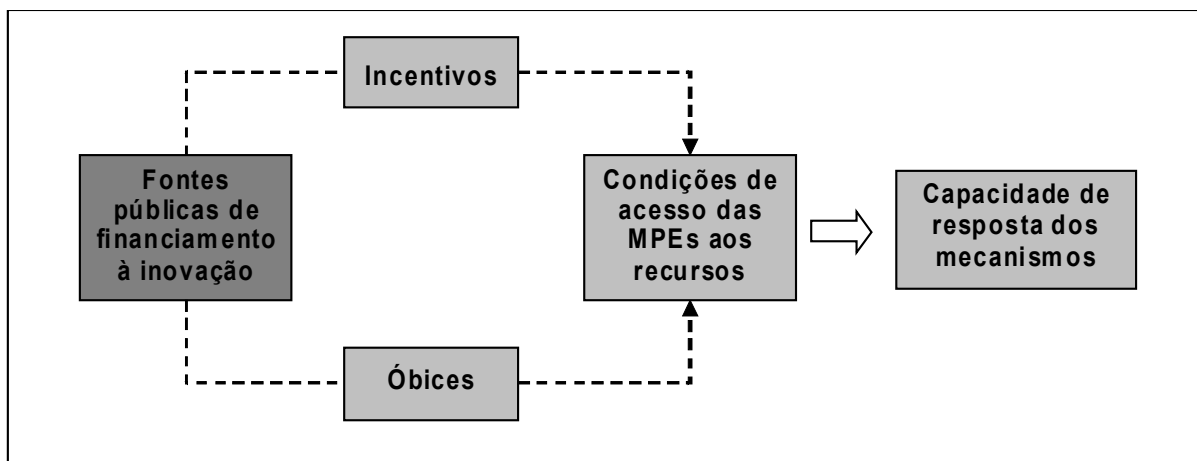 Incentivos
Fontes
públicas de
financiamento
à inovação
Condições de
acesso das
MPEs aos
recursos
Capacidade de
resposta dos
mecanismos
Óbices